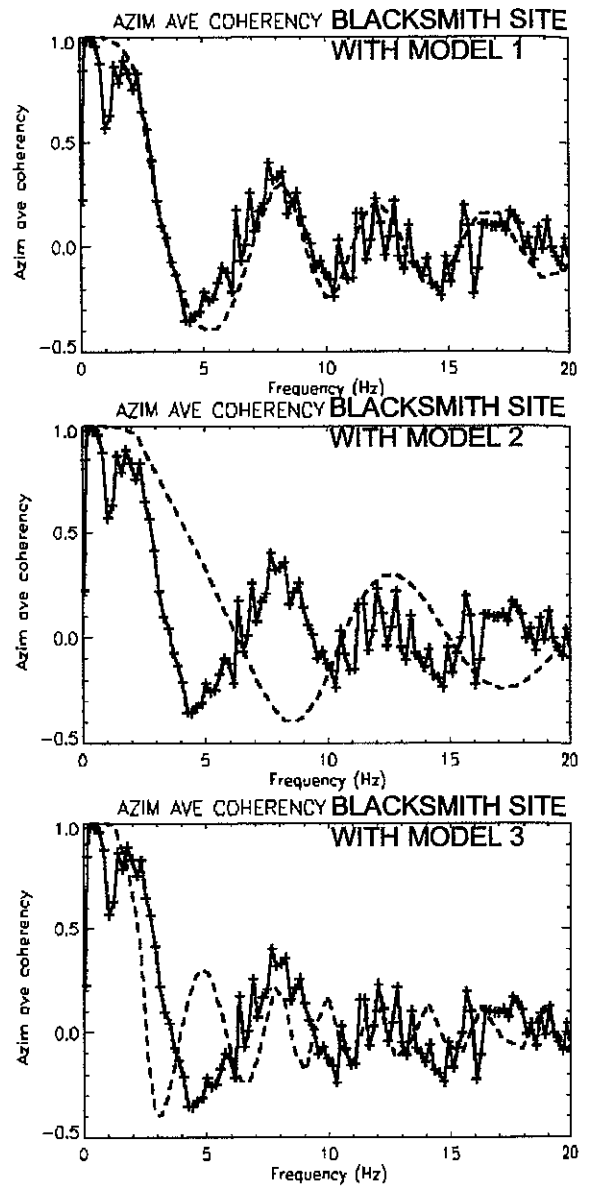 AZIM AVE COHERENCY BLACKSMITH SITE
WITH MODEL 1
1.0
0.5
0.0
-0.5
Azim ave coherency
0 5 10 15 20
Frequency (Hz)
AZIM AVE COHERENCY BLACKSMITH SITE
WITH MODEL 2
1.0
0.5
0.0
-0.5
Azim ave coherency
0 5 10 15 20
Frequency (Hz)
AZIM AVE COHERENCY BLACKSMITH SITE
WITH MODEL 3
1.0
0.5
0.0
-0.5
Azim ave coherency
0 5 10 15 20
Frequency (Hz)